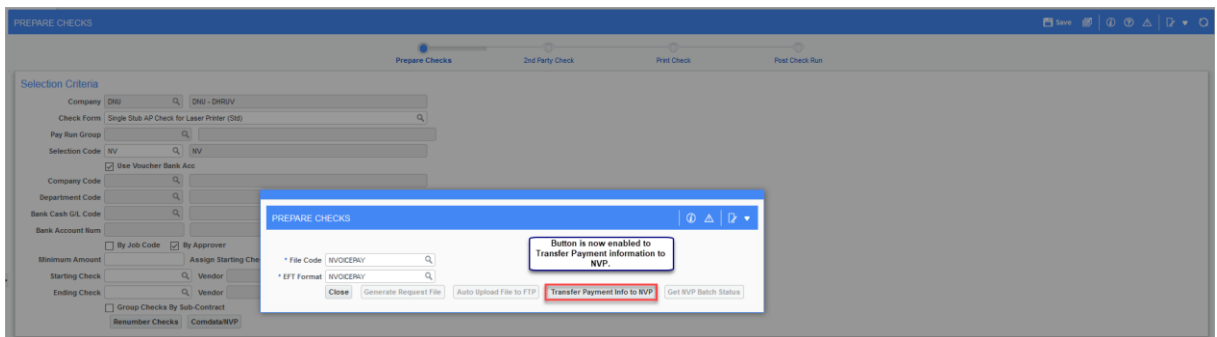 PREPARE CHECKS
Save
Prepare Checks
2nd Party Check
Print Check
Post Check Run
Selection Criteria
Company DNU DNU - DHRUV
Check Form Single Stub AP Check for Laser Printer (Std)
Pay Run Group
Selection Code NV NV
Use Voucher Bank Acc
Company Code
Department Code
Bank Cash G/L Code
Bank Account Num
By Job Code By Approver
Minimum Amount Assign Starting Che
Starting Check Vendor
Ending Check Vendor
Group Checks By Sub-Contract
Renumber Checks Comdata/NVP
PREPARE CHECKS
Button is now enabled to
Transfer Payment information to
NVP.
* File Code NVOICEPAY
* EFT Format NVOICEPAY
Close Generate Request File Auto Upload File to FTP Transfer Payment Info to NVP Get NVP Batch Status